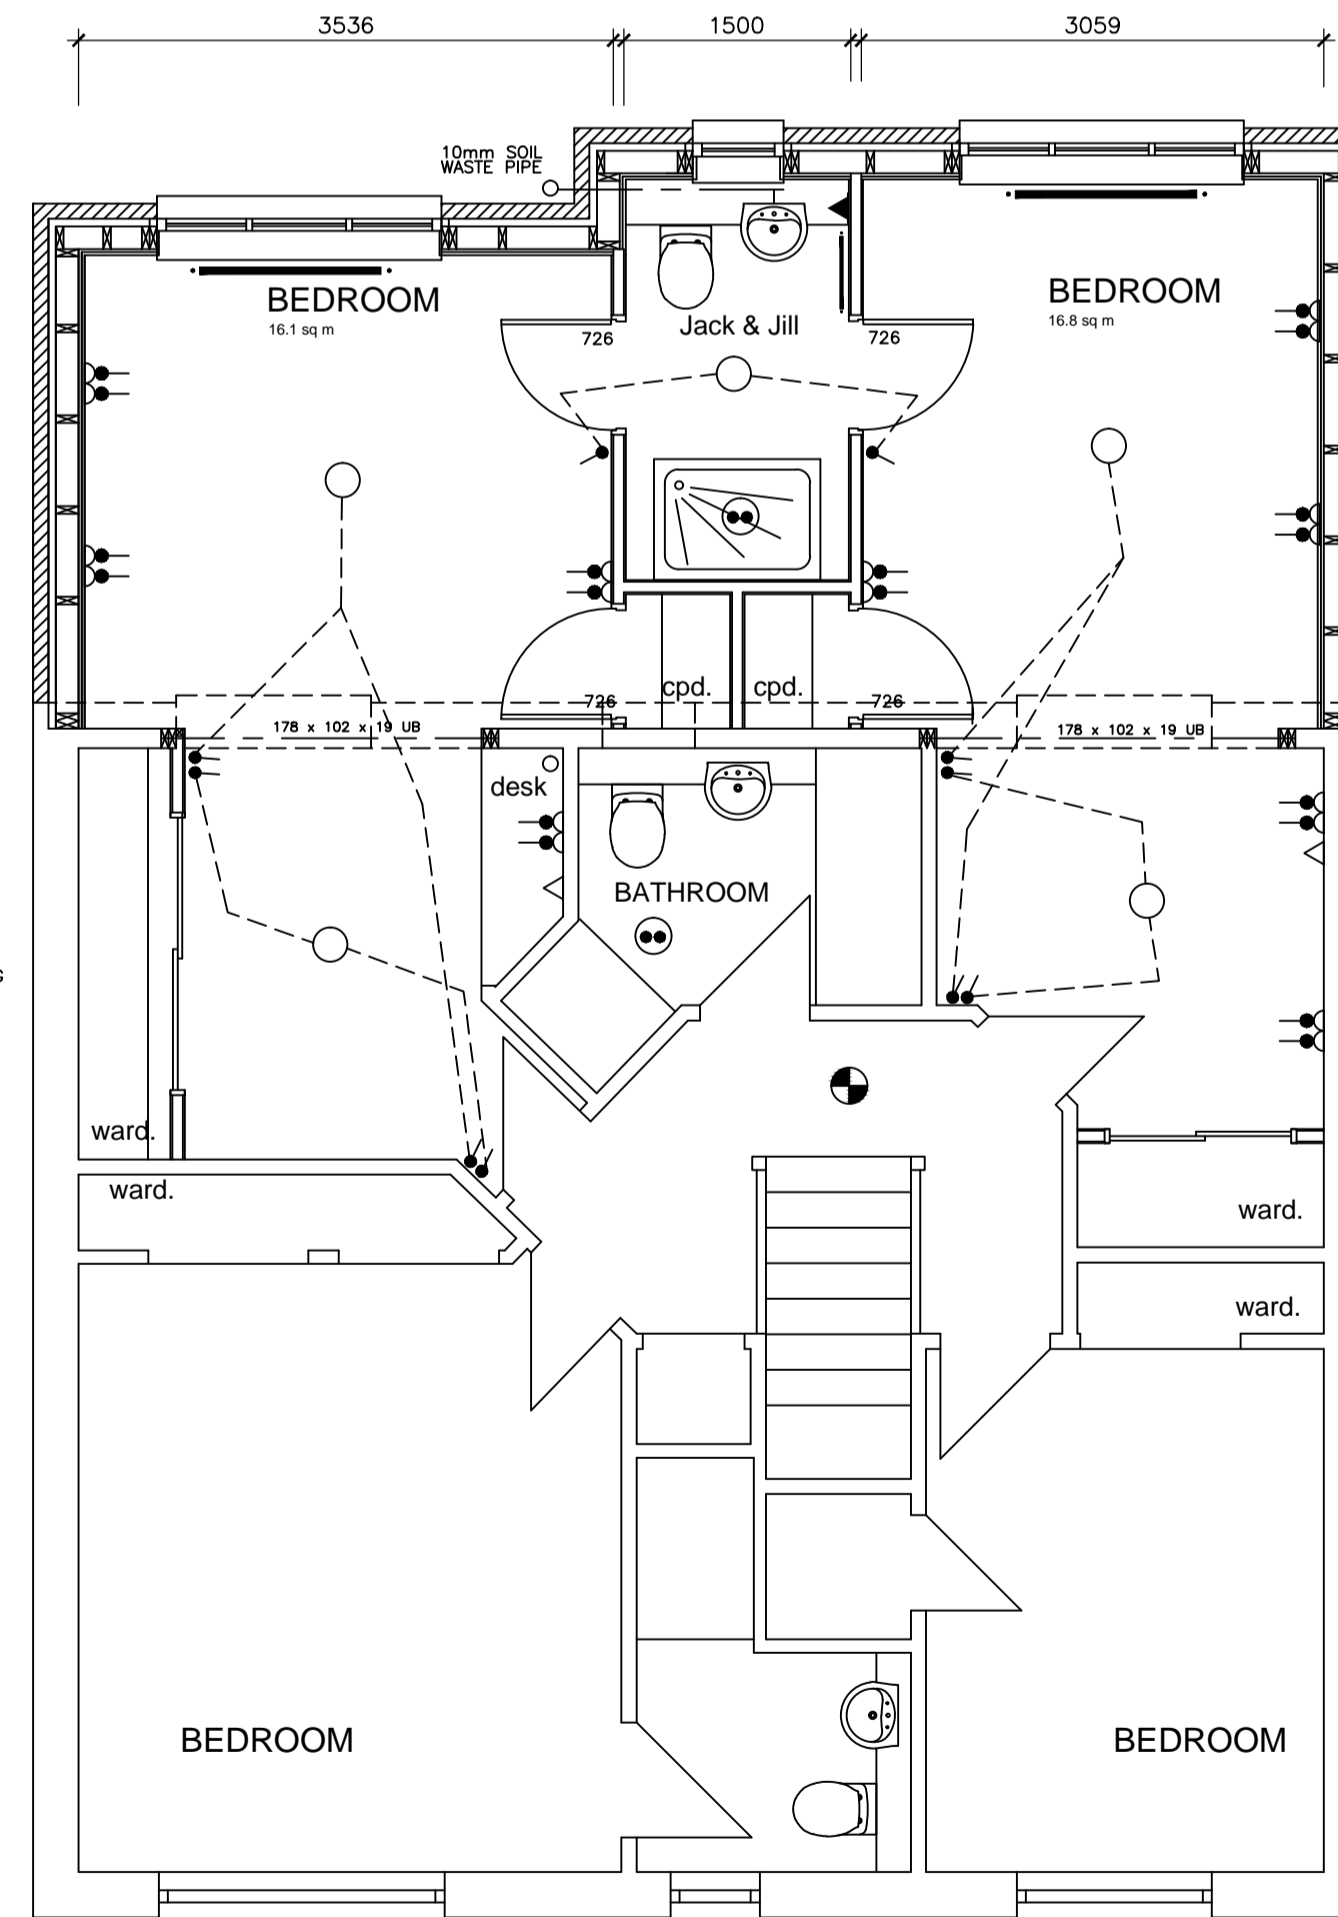 3536
1500
3059
10mm SOIL
WASTE PIPE
BEDROOM
16.1 sq m
BEDROOM
16.8 sq m
Jack & Jill
726
726
cpd.
cpd.
726
726
178 x 102 x 19 UB
178 x 102 x 19 UB
desk
BATHROOM
ward.
ward.
ward.
ward.
BEDROOM
BEDROOM